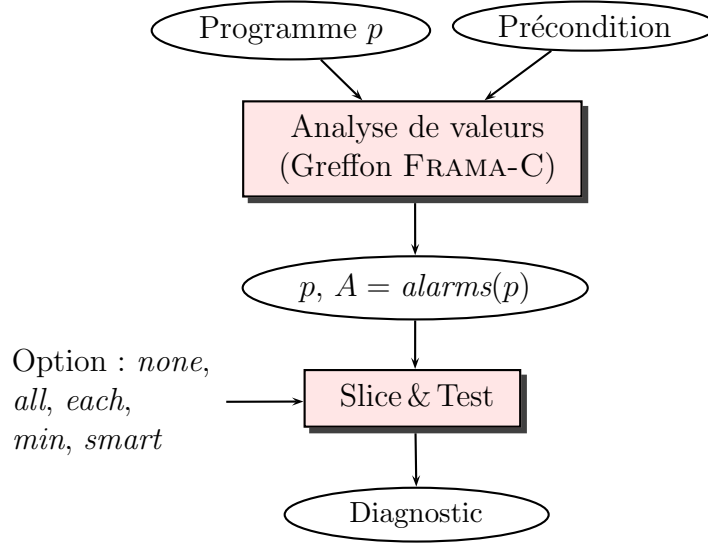 Programme p
Précondition
Analyse de valeurs
(Greffon FRAMA-C)
p, A = alarms(p)
Option : none,
all, each,
min, smart
Slice & Test
Diagnostic